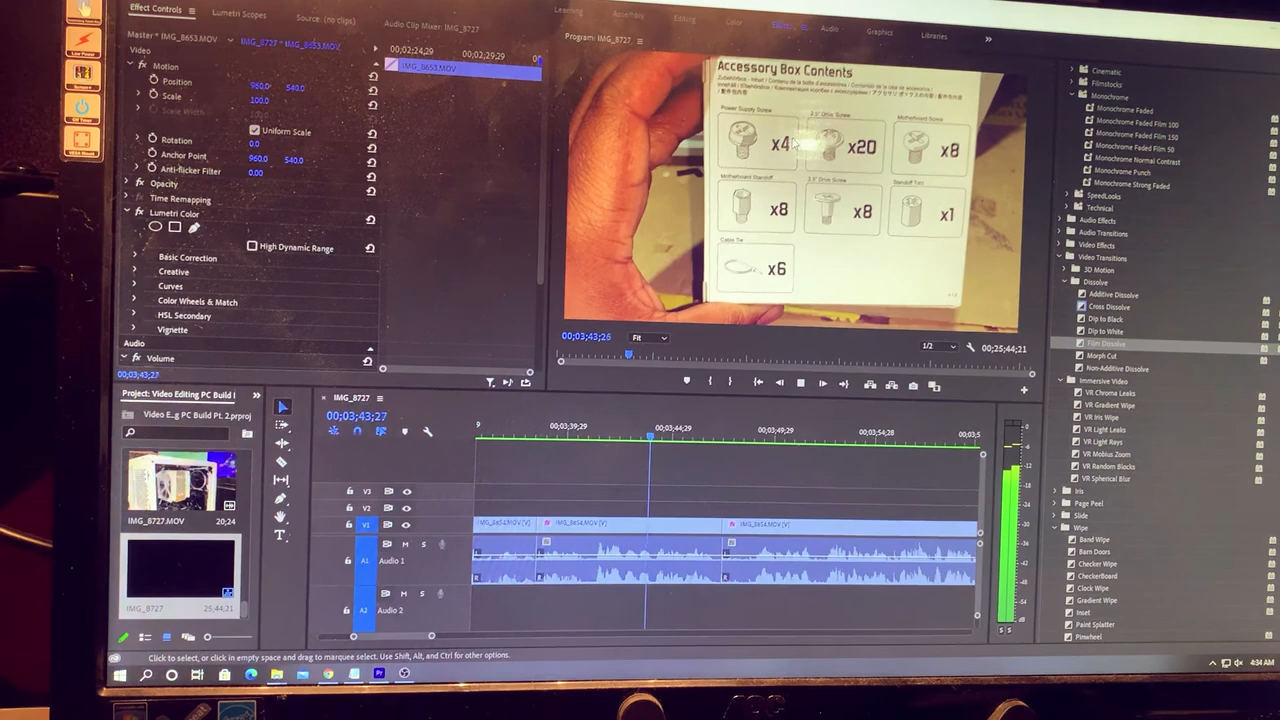 Effect Controls
Lumetri Scopes
Source: (no clips)
Audio Clip Mixer: IMG_8727
Learning
Assembly
Editing
Color
Effects
Audio
Graphics
Libraries
Master * IMG_8653.MOV
IMG_8727 * IMG_8653.MOV
00;02;24;29
00;02;29;29
IMG_8653.MOV
Video
Motion
Position
960.0
540.0
Scale
100.0
Scale Width
Uniform Scale
Rotation
0.0
Anchor Point
960.0
540.0
Anti-flicker Filter
0.00
Opacity
Time Remapping
Lumetri Color
High Dynamic Range
Basic Correction
Creative
Curves
Color Wheels & Match
HSL Secondary
Vignette
Audio
Volume
00;03;43;27
Program: IMG_8727
Accessory Box Contents
Power Supply Screw
x4
2.5" Drive Screw
x20
Motherboard Screw
x8
Motherboard Standoff
x8
3.5" Drive Screw
x8
Standoff Tool
x1
Cable Tie
x6
00;03;43;26
Fit
1/2
00;25;44;21
Cinematic
Filmstocks
Monochrome
Monochrome Faded
Monochrome Faded Film 100
Monochrome Faded Film 150
Monochrome Faded Film 50
Monochrome Normal Contrast
Monochrome Punch
Monochrome Strong Faded
SpeedLooks
Technical
Audio Effects
Audio Transitions
Video Effects
Video Transitions
3D Motion
Dissolve
Additive Dissolve
Cross Dissolve
Dip to Black
Dip to White
Film Dissolve
Morph Cut
Non-Additive Dissolve
Immersive Video
VR Chroma Leaks
VR Gradient Wipe
VR Iris Wipe
VR Light Leaks
VR Light Rays
VR Mobius Zoom
VR Random Blocks
VR Spherical Blur
Iris
Page Peel
Slide
Wipe
Band Wipe
Barn Doors
Checker Wipe
CheckerBoard
Clock Wipe
Gradient Wipe
Inset
Paint Splatter
Pinwheel
Project: Video Editing PC Build
Video E...g PC Build Pt. 2.prproj
IMG_8727.MOV
20;24
IMG_8727
25;44;21
IMG_8727
00;03;43;27
00;03;39;29
00;03;44;29
00;03;49;29
00;03;54;28
00;03;5
V3
V2
V1
IMG_8654.MOV [V]
IMG_8654.MOV [V]
IMG_8654.MOV [V]
A1
M
S
Audio 1
A2
M
S
Audio 2
Click to select, or click in empty space and drag to marquee select. Use Shift, Alt, and Ctrl for other options.
4:34 AM
AOC